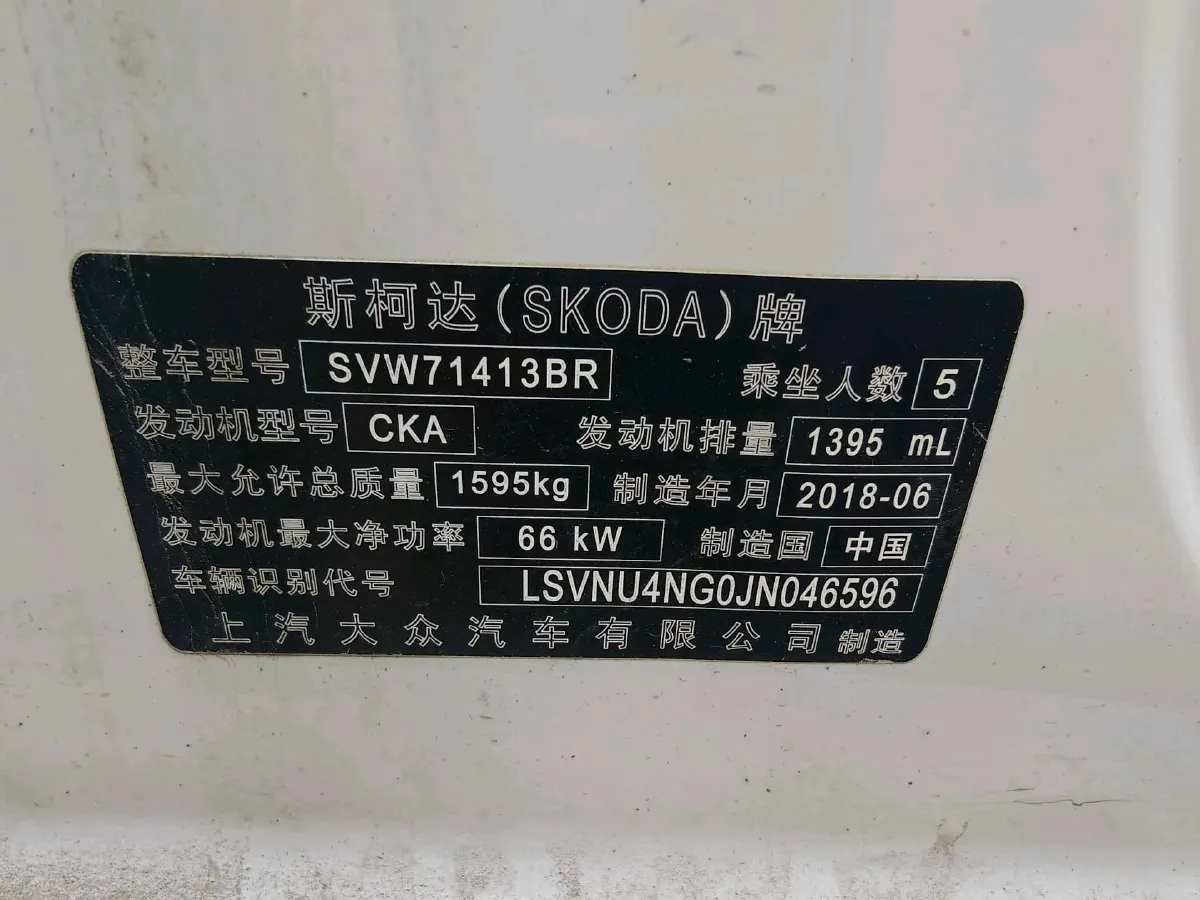 斯柯达(SKODA)牌
整车型号 SVW71413BR 乘坐人数 5
发动机型号 CKA 发动机排量 1395 mL
最大允许总质量 1595kg 制造年月 2018-06
发动机最大净功率 66 kW 制造国 中国
车辆识别代号 LSVNU4NG0JN046596
上汽大众汽车有限公司 制造